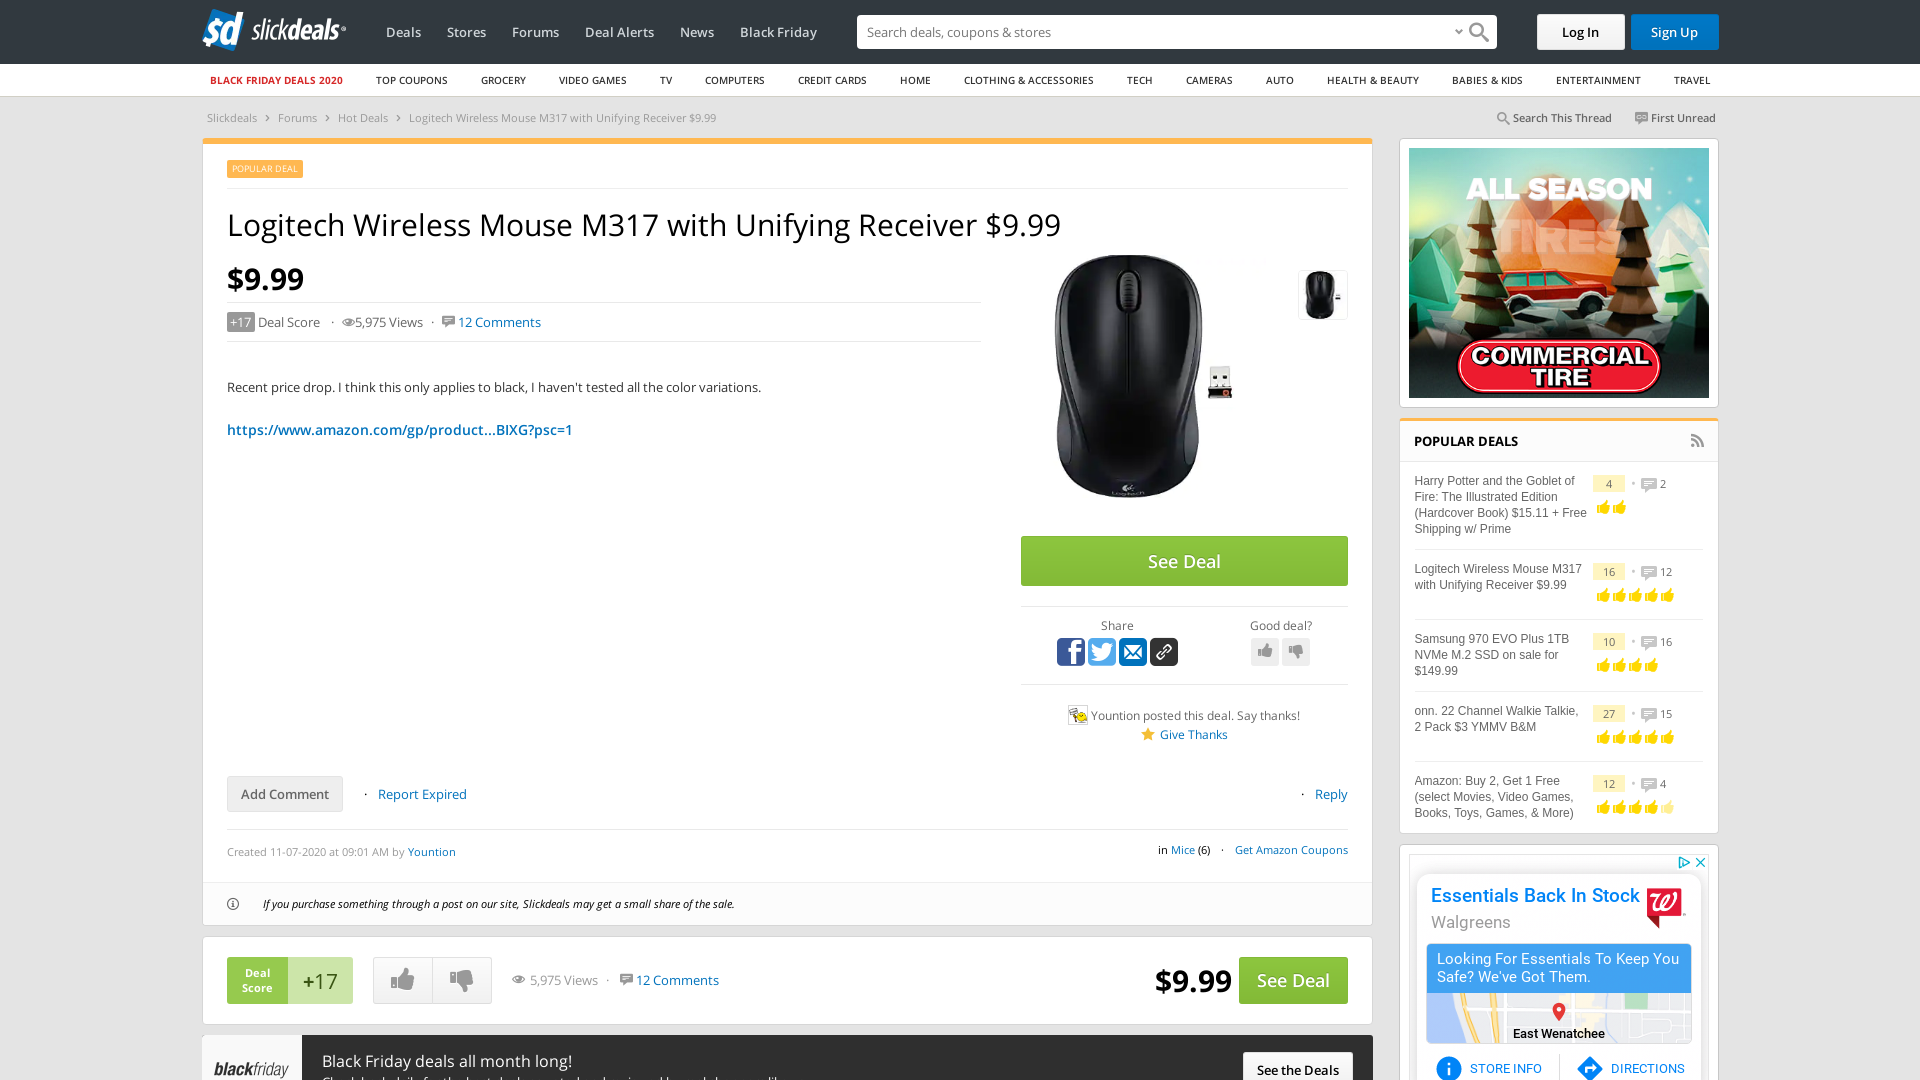 slickdeals
Deals Stores Forums Deal Alerts News Black Friday
Search deals, coupons & stores
Log In
Sign Up
BLACK FRIDAY DEALS 2020 TOP COUPONS GROCERY VIDEO GAMES TV COMPUTERS CREDIT CARDS HOME CLOTHING & ACCESSORIES TECH CAMERAS AUTO HEALTH & BEAUTY BABIES & KIDS ENTERTAINMENT TRAVEL
Slickdeals > Forums > Hot Deals > Logitech Wireless Mouse M317 with Unifying Receiver $9.99
Search This Thread First Unread
POPULAR DEAL
Logitech Wireless Mouse M317 with Unifying Receiver $9.99
$9.99
+17 Deal Score · 5,975 Views · 12 Comments
Recent price drop. I think this only applies to black, I haven't tested all the color variations.
https://www.amazon.com/gp/product...BIXG?psc=1
Logitech
See Deal
Share
Good deal?
Yountion posted this deal. Say thanks!
Give Thanks
Add Comment · Report Expired
· Reply
Created 11-07-2020 at 09:01 AM by Yountion
in Mice (6) · Get Amazon Coupons
If you purchase something through a post on our site, Slickdeals may get a small share of the sale.
Deal
Score
+17
5,975 Views · 12 Comments
$9.99
See Deal
blackfriday
Black Friday deals all month long!
See the Deals
ALL SEASON
TIRES
COMMERCIAL
TIRE
POPULAR DEALS
Harry Potter and the Goblet of
Fire: The Illustrated Edition
(Hardcover Book) $15.11 + Free
Shipping w/ Prime
4 • 2
Logitech Wireless Mouse M317
with Unifying Receiver $9.99
16 • 12
Samsung 970 EVO Plus 1TB
NVMe M.2 SSD on sale for
$149.99
10 • 16
onn. 22 Channel Walkie Talkie,
2 Pack $3 YMMV B&M
27 • 15
Amazon: Buy 2, Get 1 Free
(select Movies, Video Games,
Books, Toys, Games, & More)
12 • 4
Essentials Back In Stock
Walgreens
Looking For Essentials To Keep You
Safe? We've Got Them.
East Wenatchee
STORE INFO
DIRECTIONS